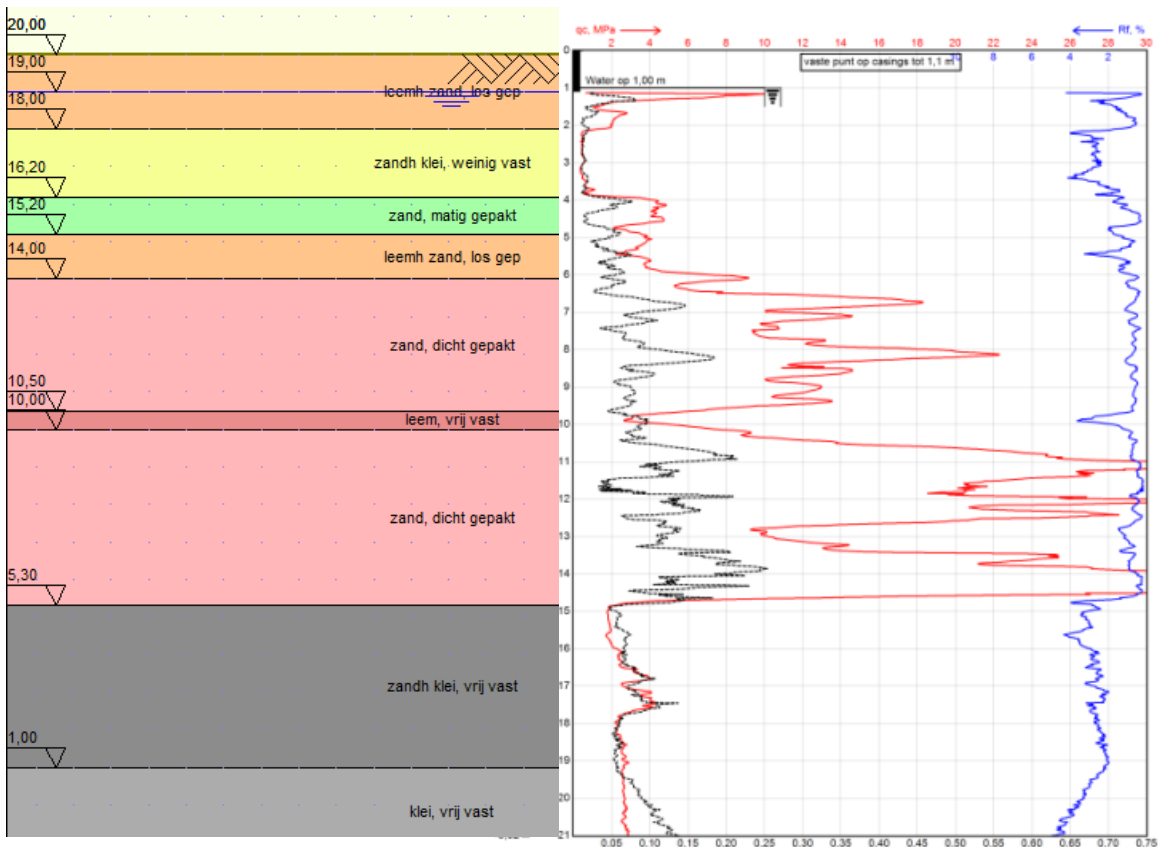 20,00
19,00
leemh zand, los gep
18,00
zandh klei, weinig vast
16,20
15,20
zand, matig gepakt
14,00
leemh zand, los gep
zand, dicht gepakt
10,50
10,00
leem, vrij vast
zand, dicht gepakt
5,30
zandh klei, vrij vast
1,00
klei, vrij vast
qc, MPa
Rf, %
2 4 6 8 10 12 14 16 18 20 22 24 26 28 30
10 8 6 4 2
vaste punt op casings tot 1,1 m
Water op 1,00 m
0
1
2
3
4
5
6
7
8
9
10
11
12
13
14
15
16
17
18
19
20
21
0.05 0.10 0.15 0.20 0.25 0.30 0.35 0.40 0.45 0.50 0.55 0.60 0.65 0.70 0.75